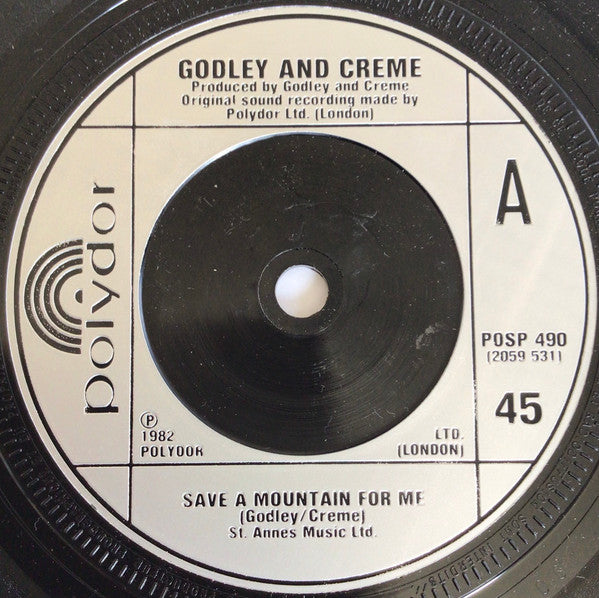 GODLEY AND CREME
Produced by Godley and Creme
Original sound recording made by
Polydor Ltd. (London)
polydor
A
POSP 490
(2059 531)
45
℗
1982
POLYDOR
LTD.
(LONDON)
SAVE A MOUNTAIN FOR ME
(Godley/Creme)
St. Annes Music Ltd.